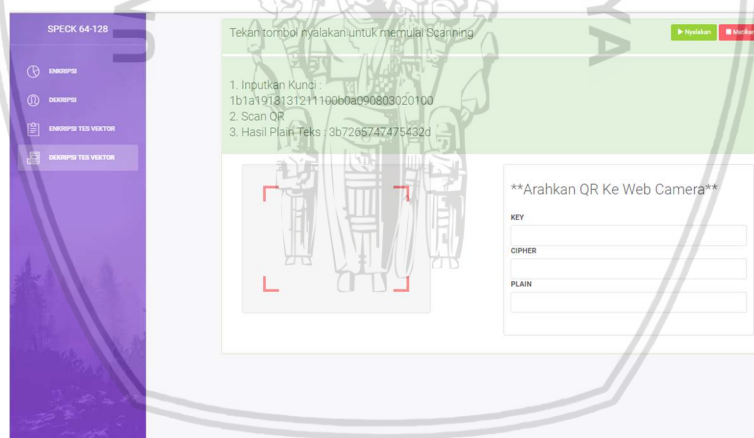 SPECK 64-128
ENKRIPSI
DEKRIPSI
ENKRIPSI TES VEKTOR
DEKRIPSI TES VEKTOR
Tekan tombol nyalakan untuk memulai Scanning
Nyalakan
Matikan
1. Inputkan Kunci :
1b1a1918131211100b0a090803020100
2. Scan QR
3. Hasil Plain Teks : 3b7265747475432d
**Arahkan QR Ke Web Camera**
KEY
CIPHER
PLAIN
YA